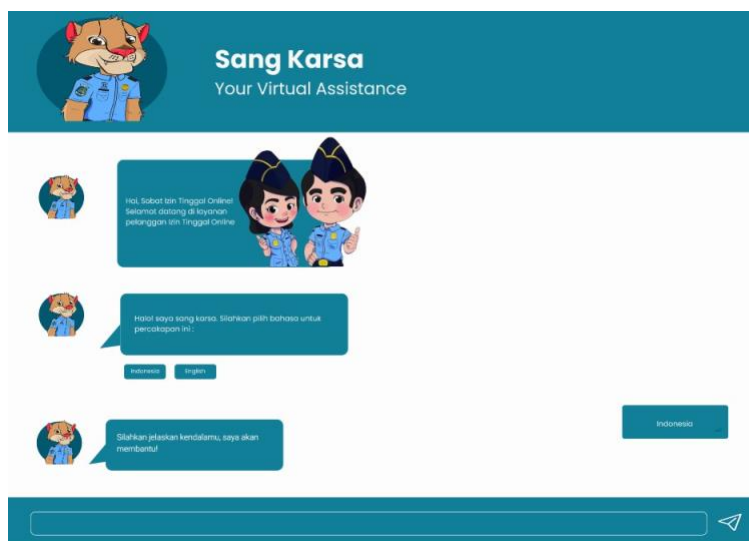 Sang Karsa
Your Virtual Assistance
Hai, Sobat Izin Tinggal Online!
Selamat datang di layanan
pelanggan Izin Tinggal Online
Halo! saya sang karsa. Silahkan pilih bahasa untuk
percakapan ini :
Indonesia English
Indonesia
Silahkan jelaskan kendalamu, saya akan
membantu!